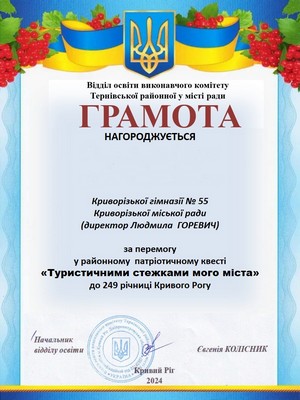 Відділ освіти виконавчого комітету
Тернівської районної у місті ради
ГРАМОТА
НАГОРОДЖУЄТЬСЯ
Криворізької гімназії № 55
Криворізької міської ради
(директор Людмила ГОРЕВИЧ)
за перемогу
у районному патріотичному квесті
«Туристичними стежками мого міста»
до 249 річниці Кривого Рогу
Начальник
відділу освіти
Євгенія КОЛІСНИК
Кривий Ріг
2024